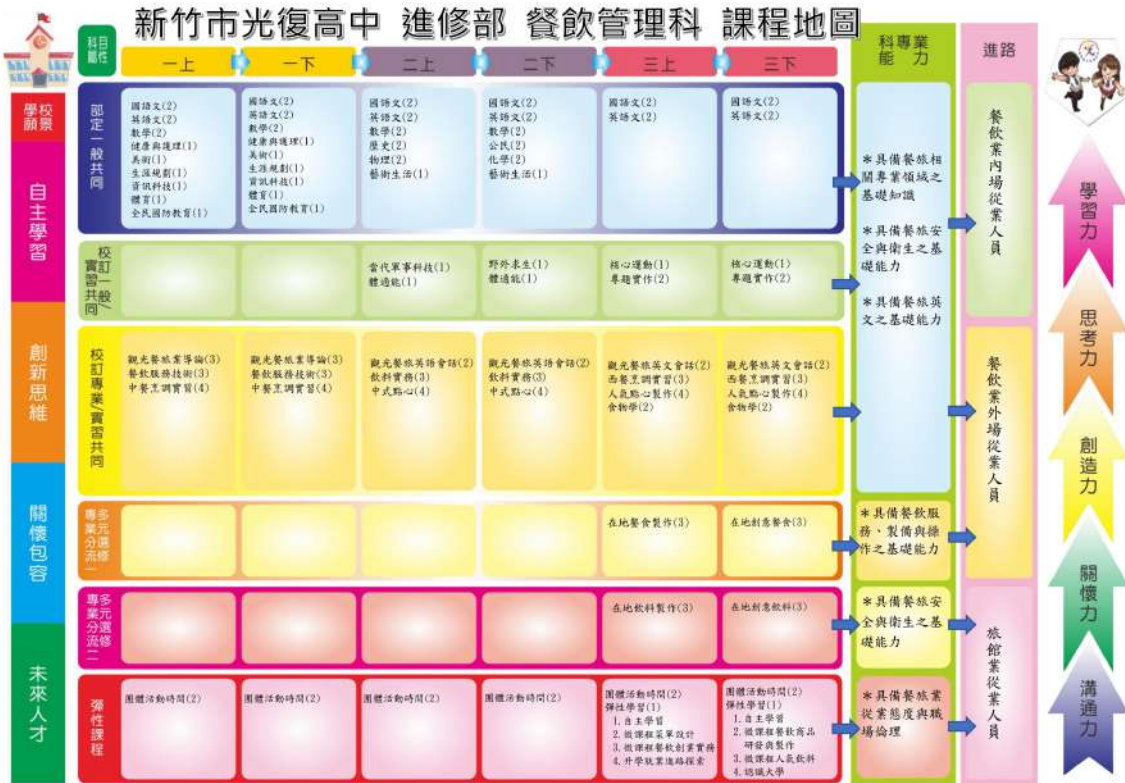 新竹市光復高中 進修部 餐飲管理科 課程地圖
科目屬性
一上
一下
二上
二下
三上
三下
科專業能力
進路
學校願景
自主學習
創新思維
關懷包容
未來人才
部定一般共同
國語文(2)
英語文(2)
數學(2)
健康與護理(1)
美術(1)
生涯規劃(1)
資訊科技(1)
體育(1)
全民國防教育(1)
國語文(2)
英語文(2)
數學(2)
健康與護理(1)
美術(1)
生涯規劃(1)
資訊科技(1)
體育(1)
全民國防教育(1)
國語文(2)
英語文(2)
數學(2)
歷史(2)
物理(2)
藝術生活(1)
國語文(2)
英語文(2)
數學(2)
公民(2)
化學(2)
藝術生活(1)
國語文(2)
英語文(2)
國語文(2)
英語文(2)
校訂一般/實習共同
當代軍事科技(1)
體適能(1)
野外求生(1)
體適能(1)
核心運動(1)
專題實作(2)
核心運動(1)
專題實作(2)
校訂專業/實習共同
觀光餐旅業導論(3)
餐飲服務技術(3)
中餐烹調實習(4)
觀光餐旅業導論(3)
餐飲服務技術(3)
中餐烹調實習(4)
觀光餐旅英語會話(2)
飲料實務(3)
中式點心(4)
觀光餐旅英語會話(2)
飲料實務(3)
中式點心(4)
觀光餐旅英文會話(2)
西餐烹調實習(3)
人氣點心製作(4)
食物學(2)
觀光餐旅英文會話(2)
西餐烹調實習(3)
人氣點心製作(4)
食物學(2)
多元選修專業分流一
在地餐食製作(3)
在地創意餐食(3)
多元選修專業分流二
在地飲料製作(3)
在地創意飲料(3)
彈性課程
團體活動時間(2)
團體活動時間(2)
團體活動時間(2)
團體活動時間(2)
團體活動時間(2)
彈性學習(1)
1.自主學習
2.微課程菜單設計
3.微課程餐飲創業實務
4.升學就業進路探索
團體活動時間(2)
彈性學習(1)
1.自主學習
2.微課程餐飲商品
研發與製作
3.微課程人氣飲料
4.認識大學
*具備餐旅相
關專業領域之
基礎知識
*具備餐旅安
全與衛生之基
礎能力
*具備餐旅英
文之基礎能力
*具備餐飲服
務、製備與操
作之基礎能力
*具備餐旅安
全與衛生之基
礎能力
*具備餐旅業
從業態度與職
場倫理
餐飲業內場從業人員
餐飲業外場從業人員
旅館業從業人員
學習力
思考力
創造力
關懷力
溝通力